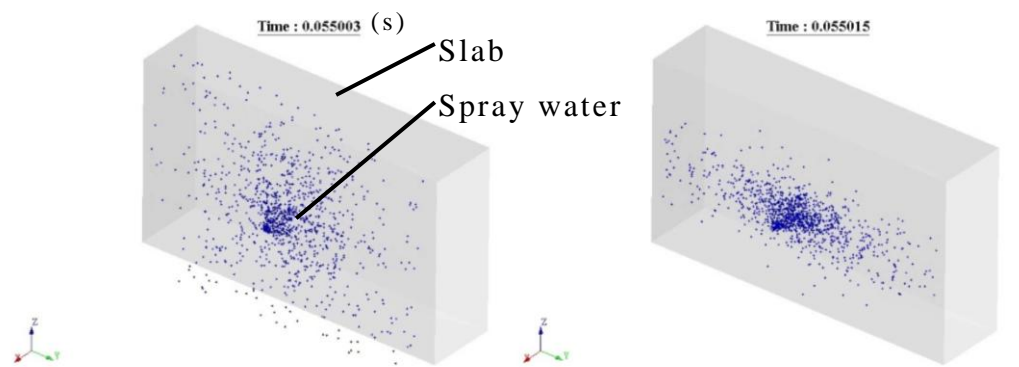 Time : 0.055003 (s)
Time : 0.055015
Slab
Spray water
Z
X
Y
Z
X
Y